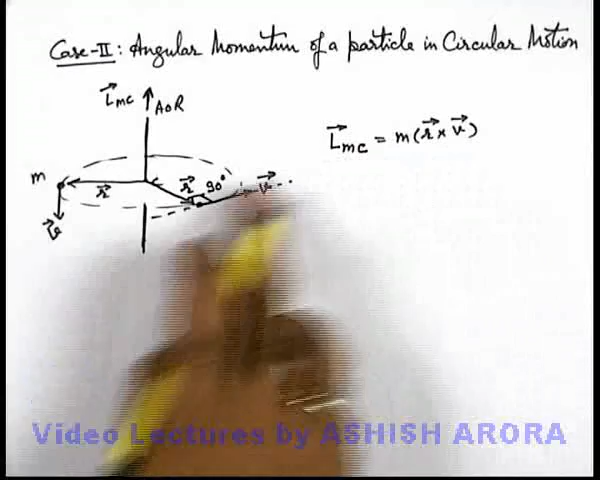 Case-II : Angular Momentum of a particle in Circular Motion
L⃗mc
AoR
L⃗mc = m(r⃗ × v⃗)
m
r⃗
r⃗
90°
v⃗
v⃗
Video Lectures by ASHISH ARORA